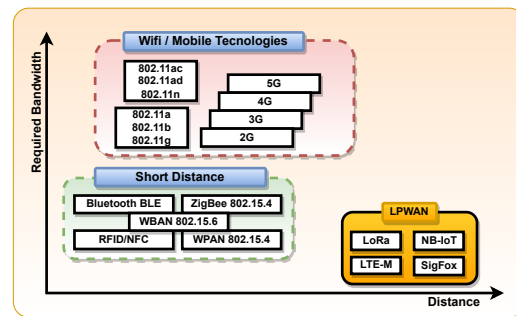 Wifi / Mobile Tecnologies
802.11ac
802.11ad
802.11n
802.11a
802.11b
802.11g
5G
4G
3G
2G
Required Bandwidth
Short Distance
Bluetooth BLE
ZigBee 802.15.4
WBAN 802.15.6
RFID/NFC
WPAN 802.15.4
LPWAN
LoRa
NB-IoT
LTE-M
SigFox
Distance